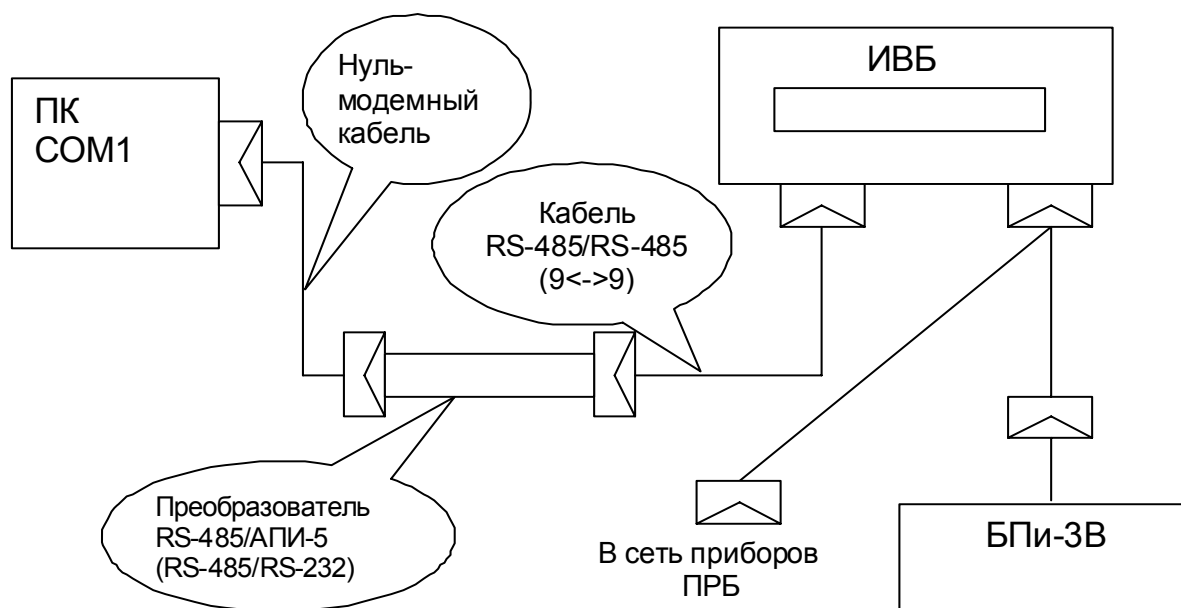 ПК
COM1
Нуль-
модемный
кабель
ИВБ
Кабель
RS-485/RS-485
(9<->9)
Преобразователь
RS-485/АПИ-5
(RS-485/RS-232)
В сеть приборов
ПРБ
БПи-3В